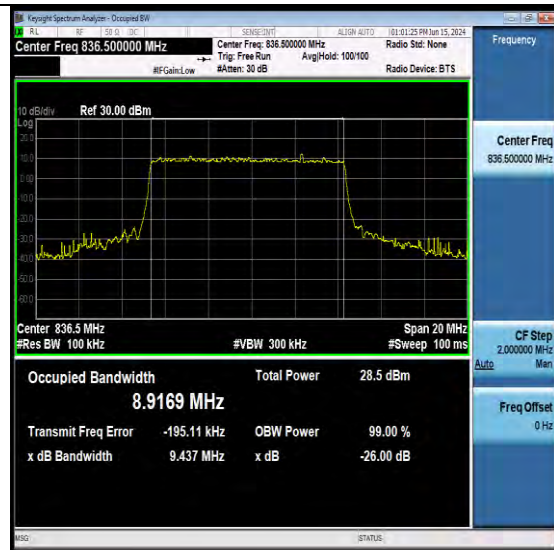 Keysight Spectrum Analyzer - Occupied BW
RL RF 50 Ω DC SENSE:INT ALIGN AUTO 01:01:25 PM Jun 15, 2024
Center Freq 836.500000 MHz
Center Freq: 836.500000 MHz
Radio Std: None
Trig: Free Run Avg|Hold: 100/100
#IFGain:Low #Atten: 30 dB
Radio Device: BTS
Frequency
10 dB/div Ref 30.00 dBm
Log
20.0
10.0
0.00
-10.0
-20.0
-30.0
-40.0
-50.0
-60.0
Center Freq
836.500000 MHz
Center 836.5 MHz Span 20 MHz
#Res BW 100 kHz #VBW 300 kHz #Sweep 100 ms
CF Step
2.000000 MHz
Auto Man
Occupied Bandwidth Total Power 28.5 dBm
8.9169 MHz
Transmit Freq Error -195.11 kHz OBW Power 99.00 %
x dB Bandwidth 9.437 MHz x dB -26.00 dB
Freq Offset
0 Hz
MSG STATUS